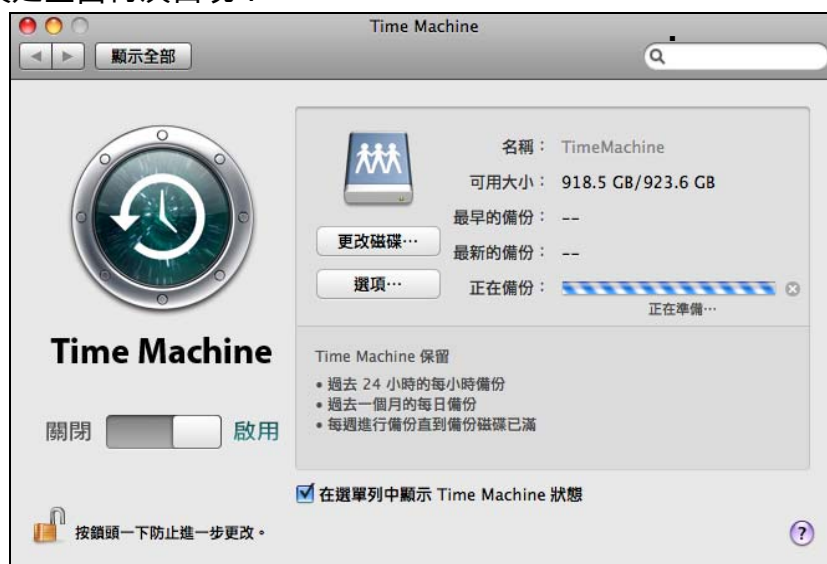 Time Machine
顯示全部
名稱： TimeMachine
可用大小： 918.5 GB/923.6 GB
最早的備份： --
更改磁碟…
最新的備份： --
選項…
正在備份：
正在準備…
Time Machine
Time Machine 保留
• 過去 24 小時的每小時備份
• 過去一個月的每日備份
• 每週進行備份直到備份磁碟已滿
關閉 啟用
在選單列中顯示 Time Machine 狀態
按鎖頭一下防止進一步更改。
?